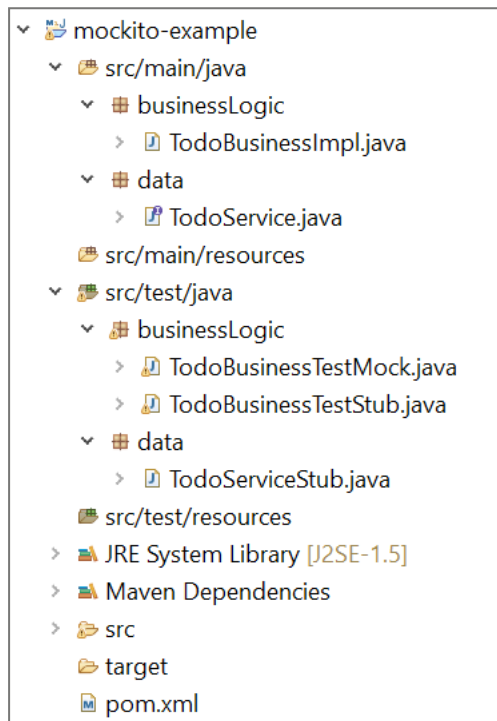 mockito-example
src/main/java
businessLogic
TodoBusinessImpl.java
data
TodoService.java
src/main/resources
src/test/java
businessLogic
TodoBusinessTestMock.java
TodoBusinessTestStub.java
data
TodoServiceStub.java
src/test/resources
JRE System Library [J2SE-1.5]
Maven Dependencies
src
target
pom.xml